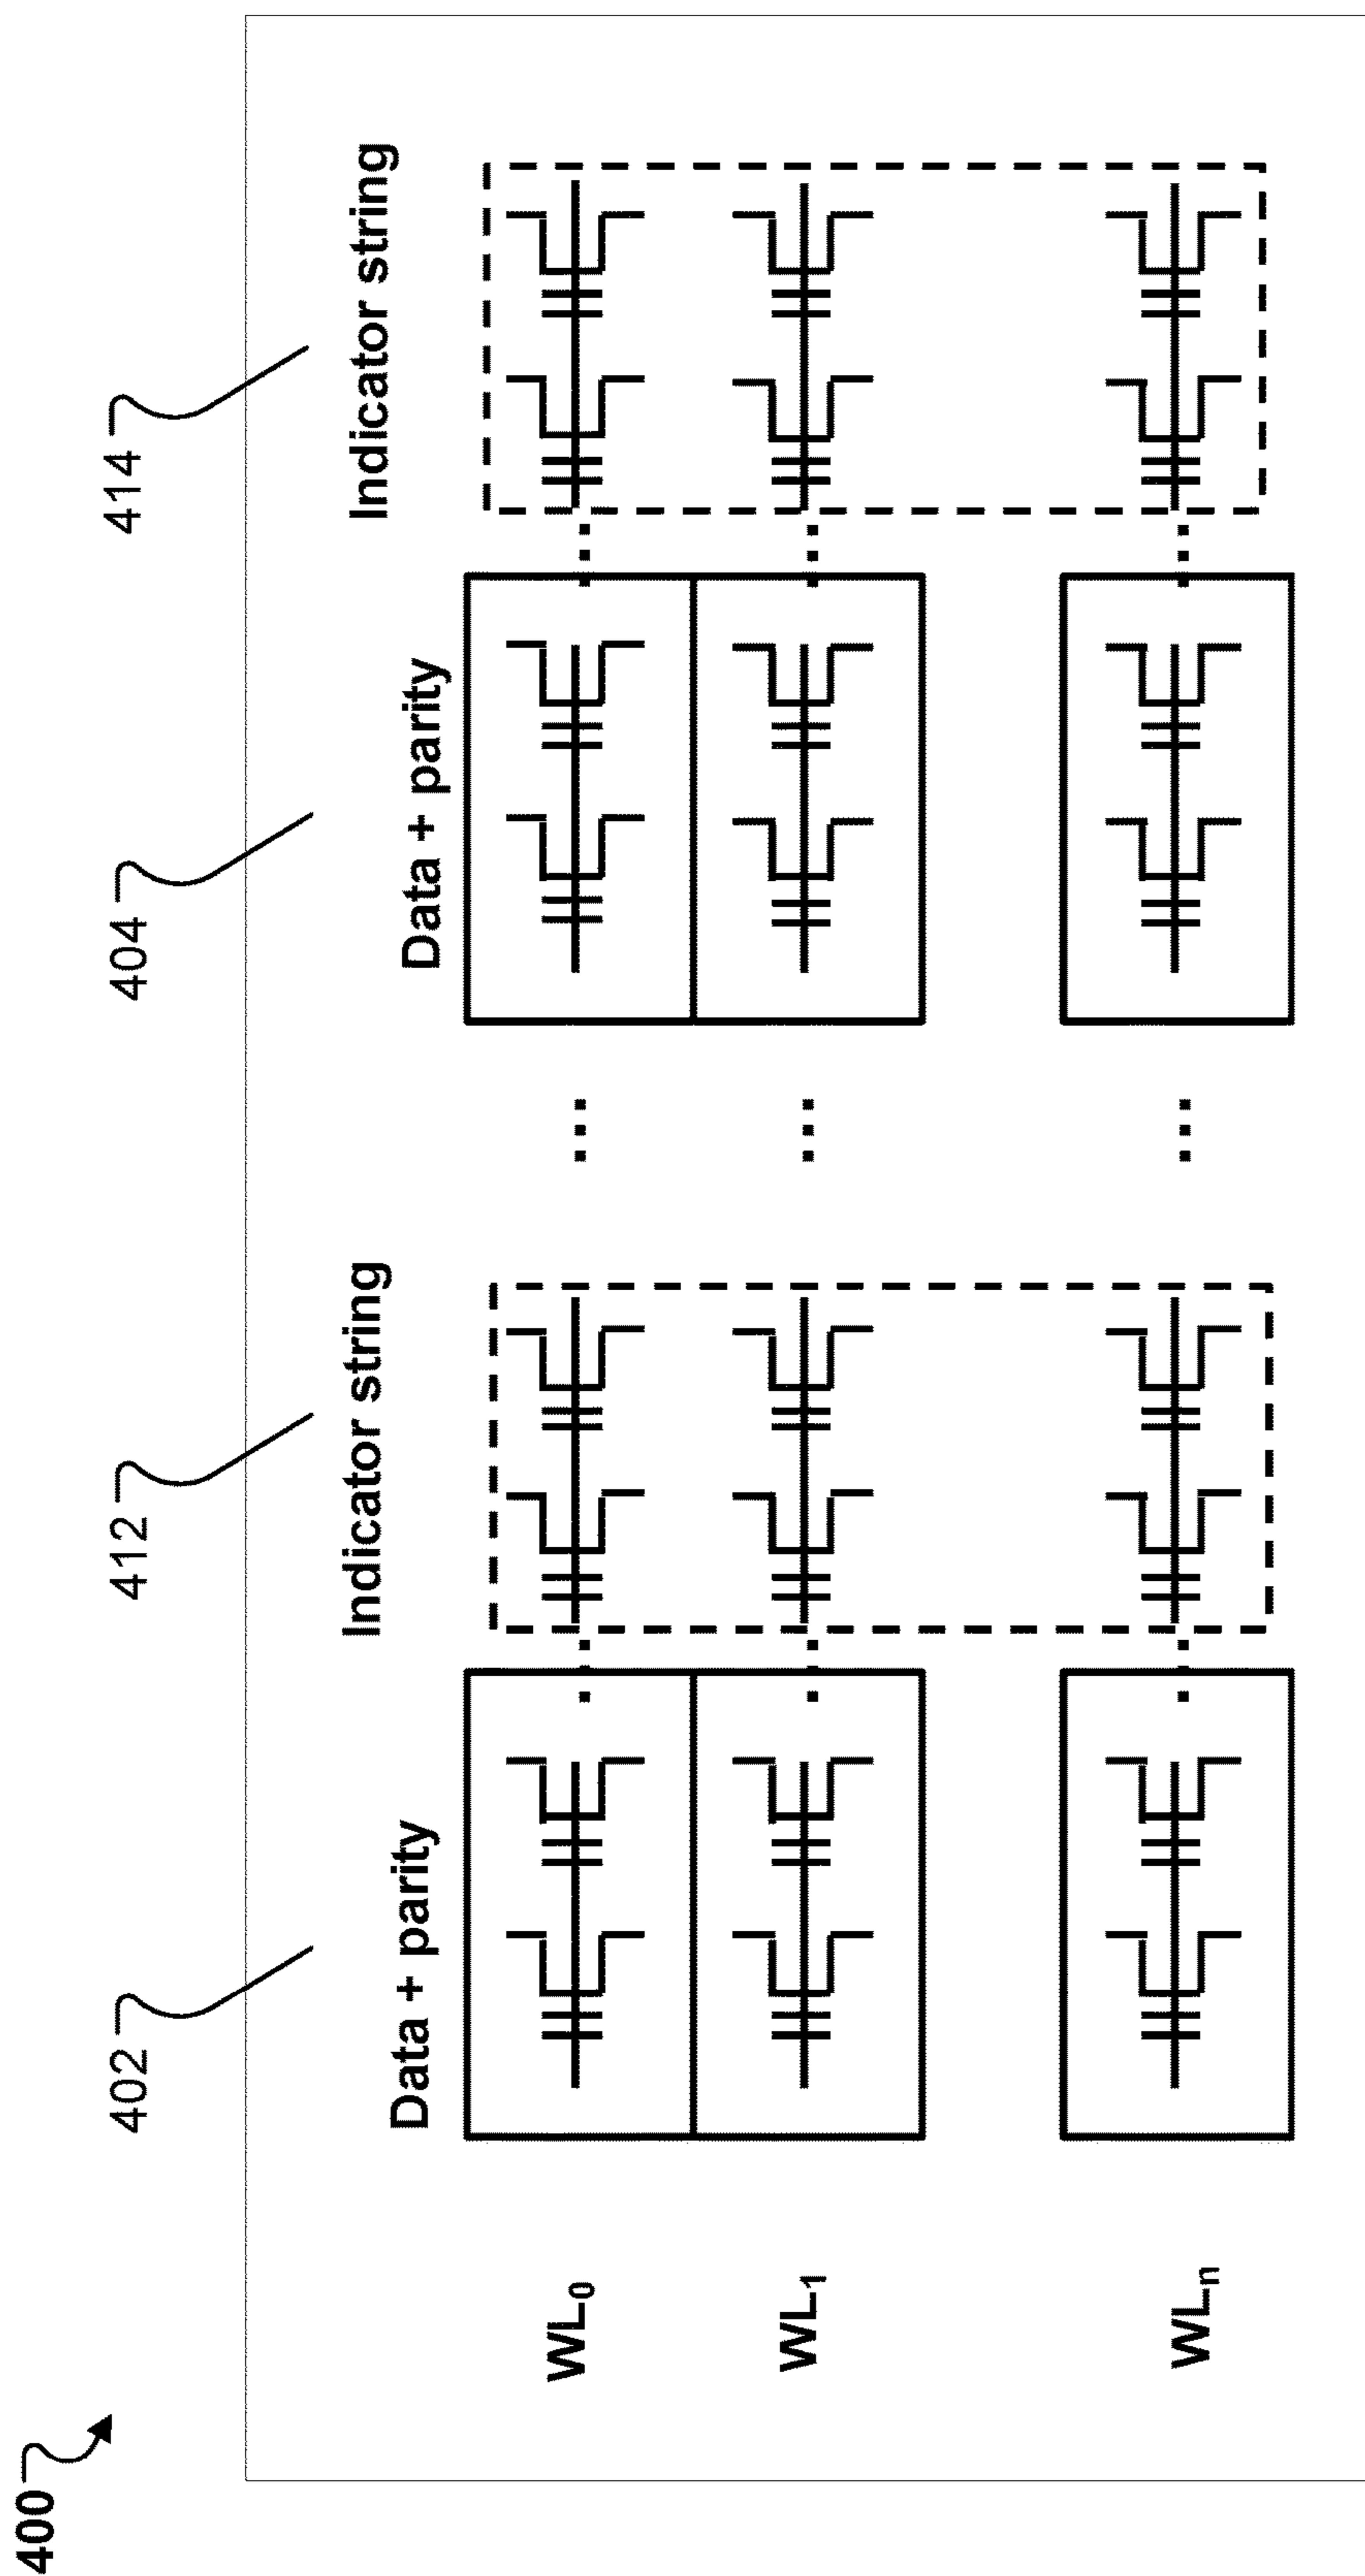 400
402
412
404
414
Data + parity
Indicator string
Data + parity
Indicator string
WL₀
WL₁
WLₙ